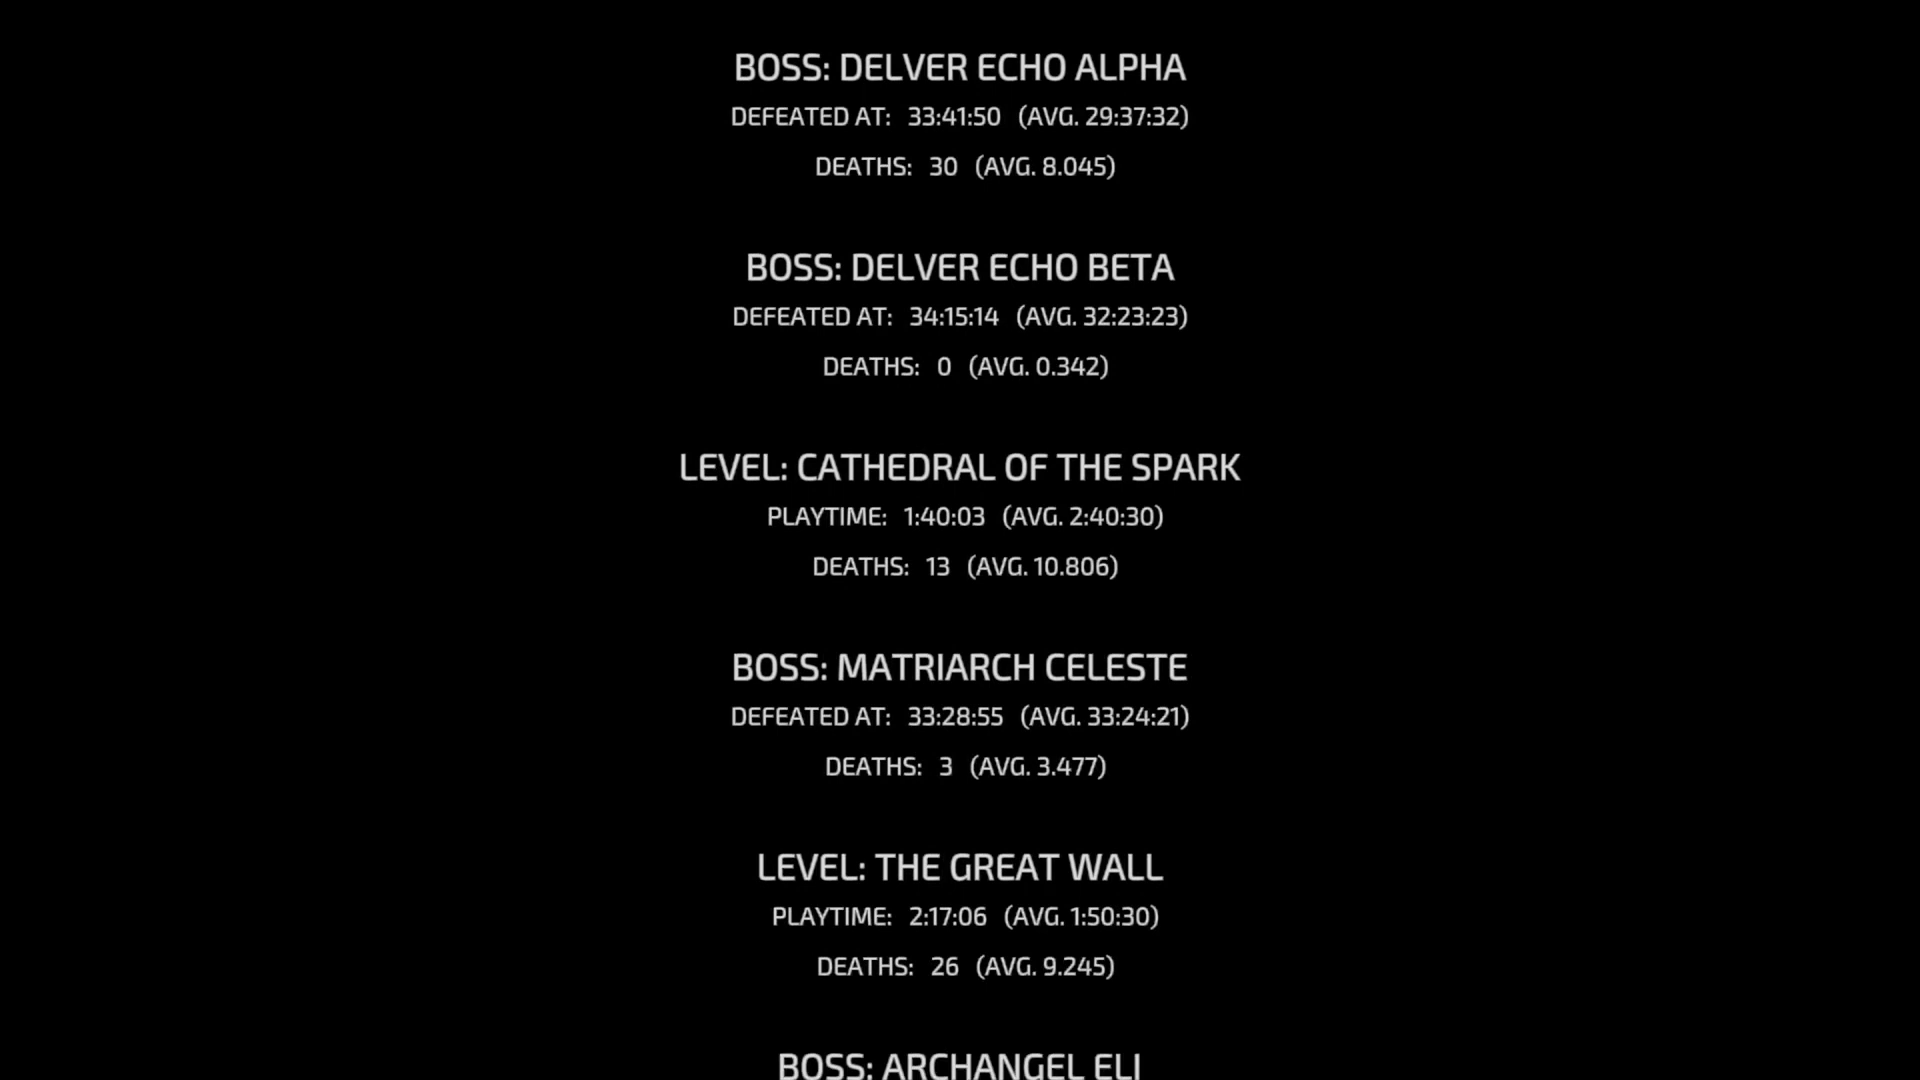 BOSS: DELVER ECHO ALPHA
DEFEATED AT: 33:41:50 (AVG. 29:37:32)
DEATHS: 30 (AVG. 8.045)
BOSS: DELVER ECHO BETA
DEFEATED AT: 34:15:14 (AVG. 32:23:23)
DEATHS: 0 (AVG. 0.342)
LEVEL: CATHEDRAL OF THE SPARK
PLAYTIME: 1:40:03 (AVG. 2:40:30)
DEATHS: 13 (AVG. 10.806)
BOSS: MATRIARCH CELESTE
DEFEATED AT: 33:28:55 (AVG. 33:24:21)
DEATHS: 3 (AVG. 3.477)
LEVEL: THE GREAT WALL
PLAYTIME: 2:17:06 (AVG. 1:50:30)
DEATHS: 26 (AVG. 9.245)
BOSS: ARCHANGEL ELI